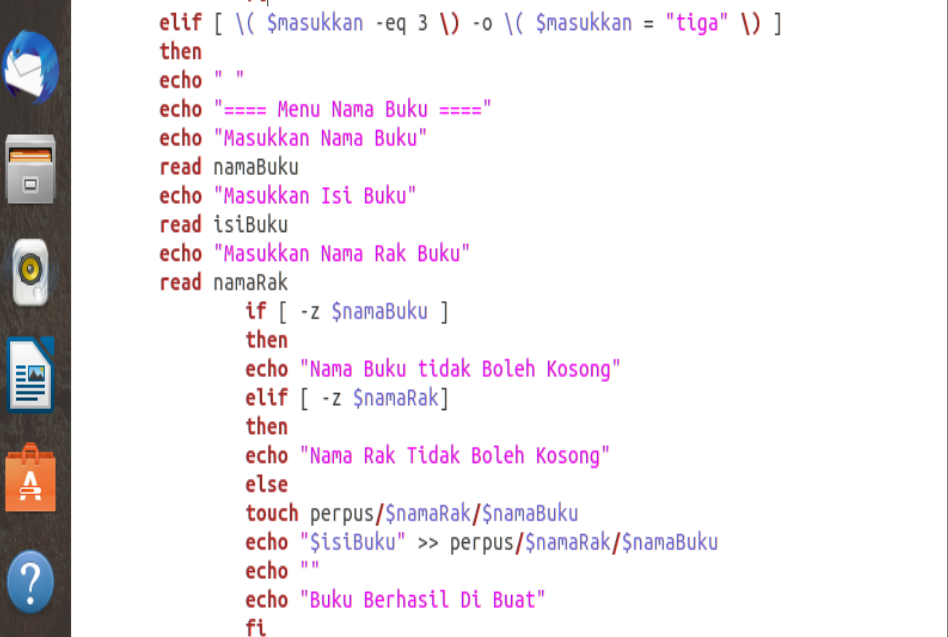 elif [ \( $masukkan -eq 3 \) -o \( $masukkan = "tiga" \) ]
then
echo " "
echo "==== Menu Nama Buku ===="
echo "Masukkan Nama Buku"
read namaBuku
echo "Masukkan Isi Buku"
read isiBuku
echo "Masukkan Nama Rak Buku"
read namaRak
if [ -z $namaBuku ]
then
echo "Nama Buku tidak Boleh Kosong"
elif [ -z $namaRak]
then
echo "Nama Rak Tidak Boleh Kosong"
else
touch perpus/$namaRak/$namaBuku
echo "$isiBuku" >> perpus/$namaRak/$namaBuku
echo ""
echo "Buku Berhasil Di Buat"
fi